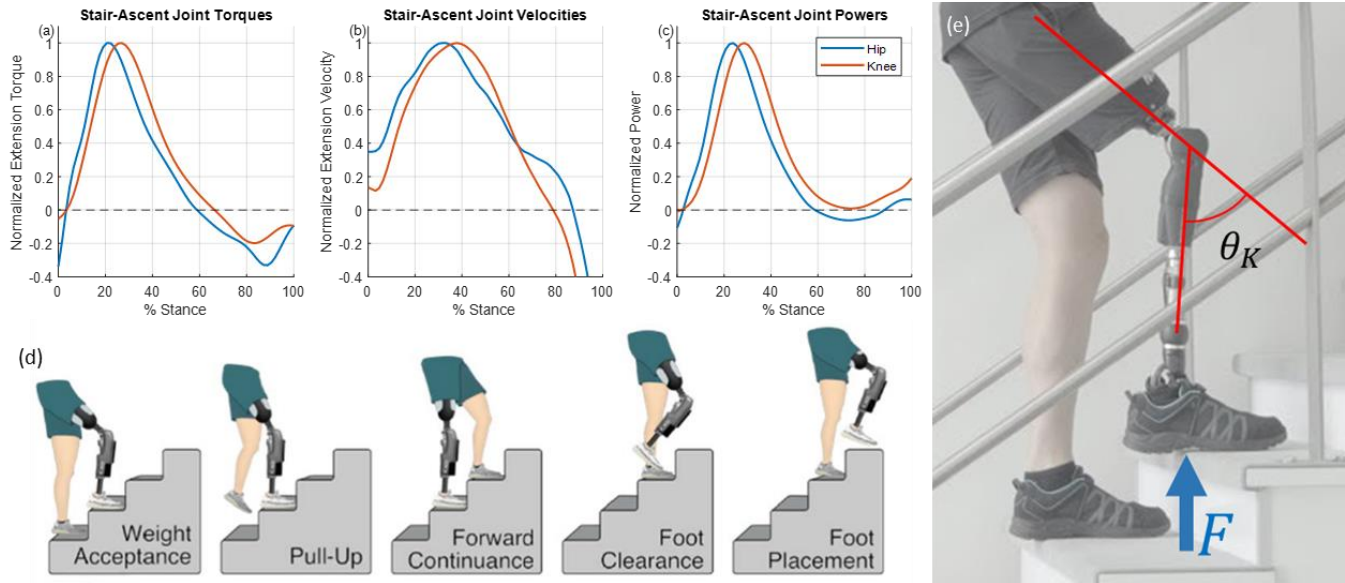 (a)
Stair-Ascent Joint Torques
Normalized Extension Torque
1
0.8
0.6
0.4
0.2
0
-0.2
-0.4
0 20 40 60 80 100
% Stance
(b)
Stair-Ascent Joint Velocities
Normalized Extension Velocity
1
0.8
0.6
0.4
0.2
0
-0.2
-0.4
0 20 40 60 80 100
% Stance
(c)
Stair-Ascent Joint Powers
Hip
Knee
Normalized Power
1
0.8
0.6
0.4
0.2
0
-0.2
-0.4
0 20 40 60 80 100
% Stance
(d)
Weight
Acceptance
Pull-Up
Forward
Continuance
Foot
Clearance
Foot
Placement
(e)
θK
F